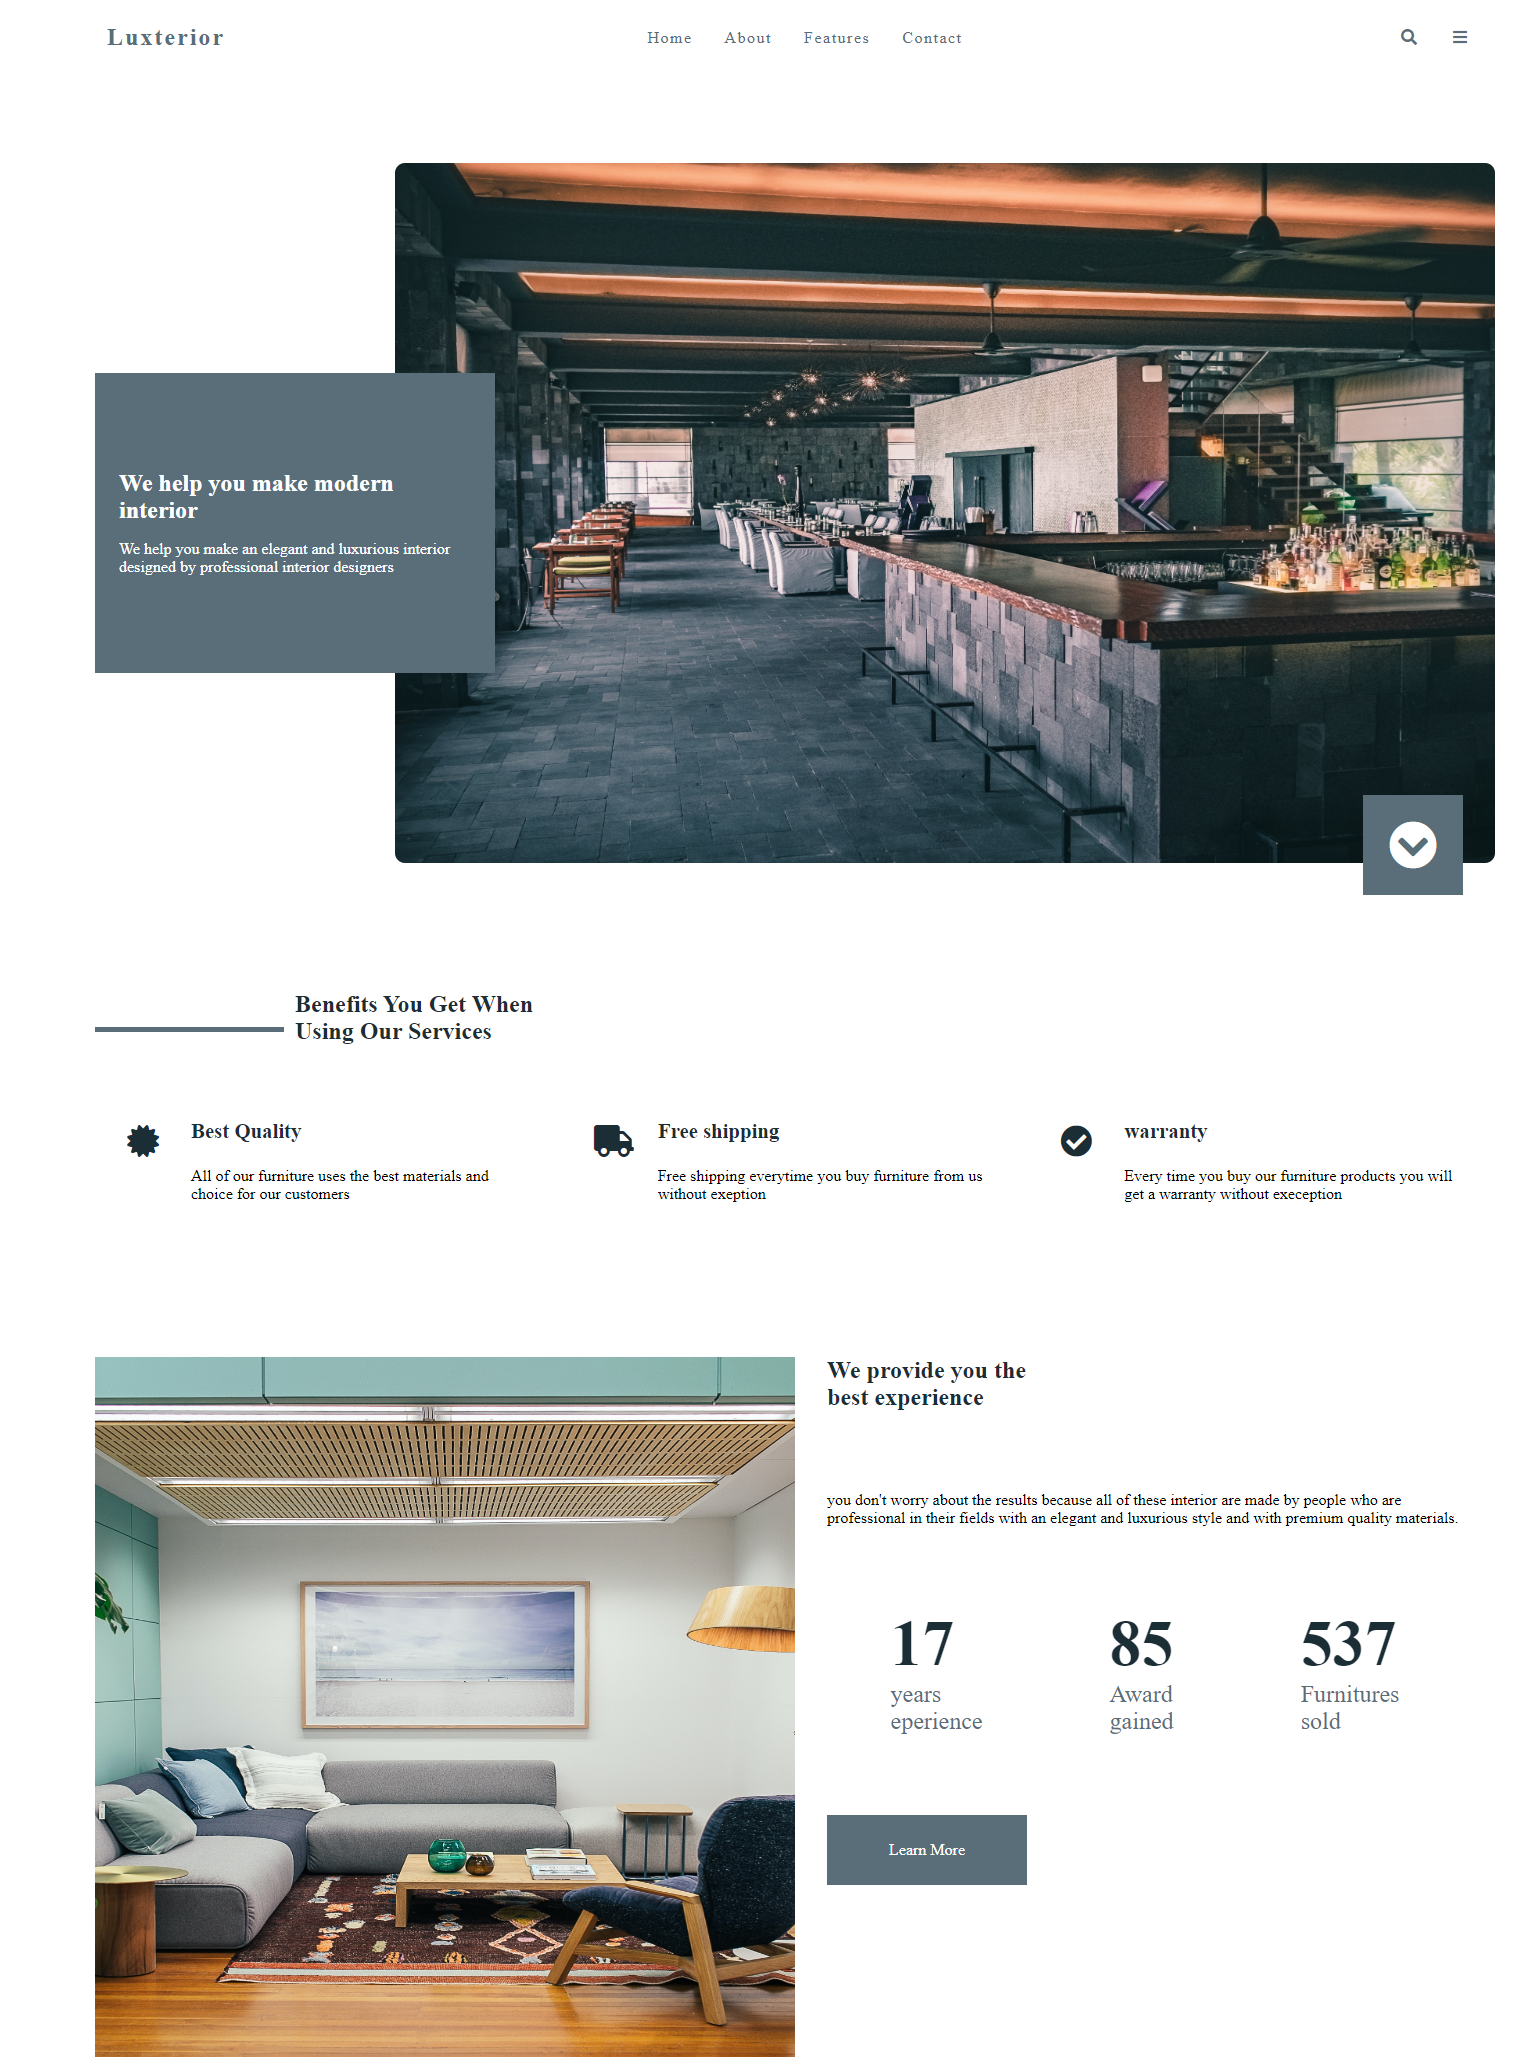 Luxterior
Home About Features Contact
We help you make modern
interior
We help you make an elegant and luxurious interior
designed by professional interior designers
Benefits You Get When
Using Our Services
Best Quality
All of our furniture uses the best materials and
choice for our customers
Free shipping
Free shipping everytime you buy furniture from us
without exeption
warranty
Every time you buy our furniture products you will
get a warranty without exeception
We provide you the
best experience
you don't worry about the results because all of these interior are made by people who are
professional in their fields with an elegant and luxurious style and with premium quality materials.
17
years
eperience
85
Award
gained
537
Furnitures
sold
Learn More